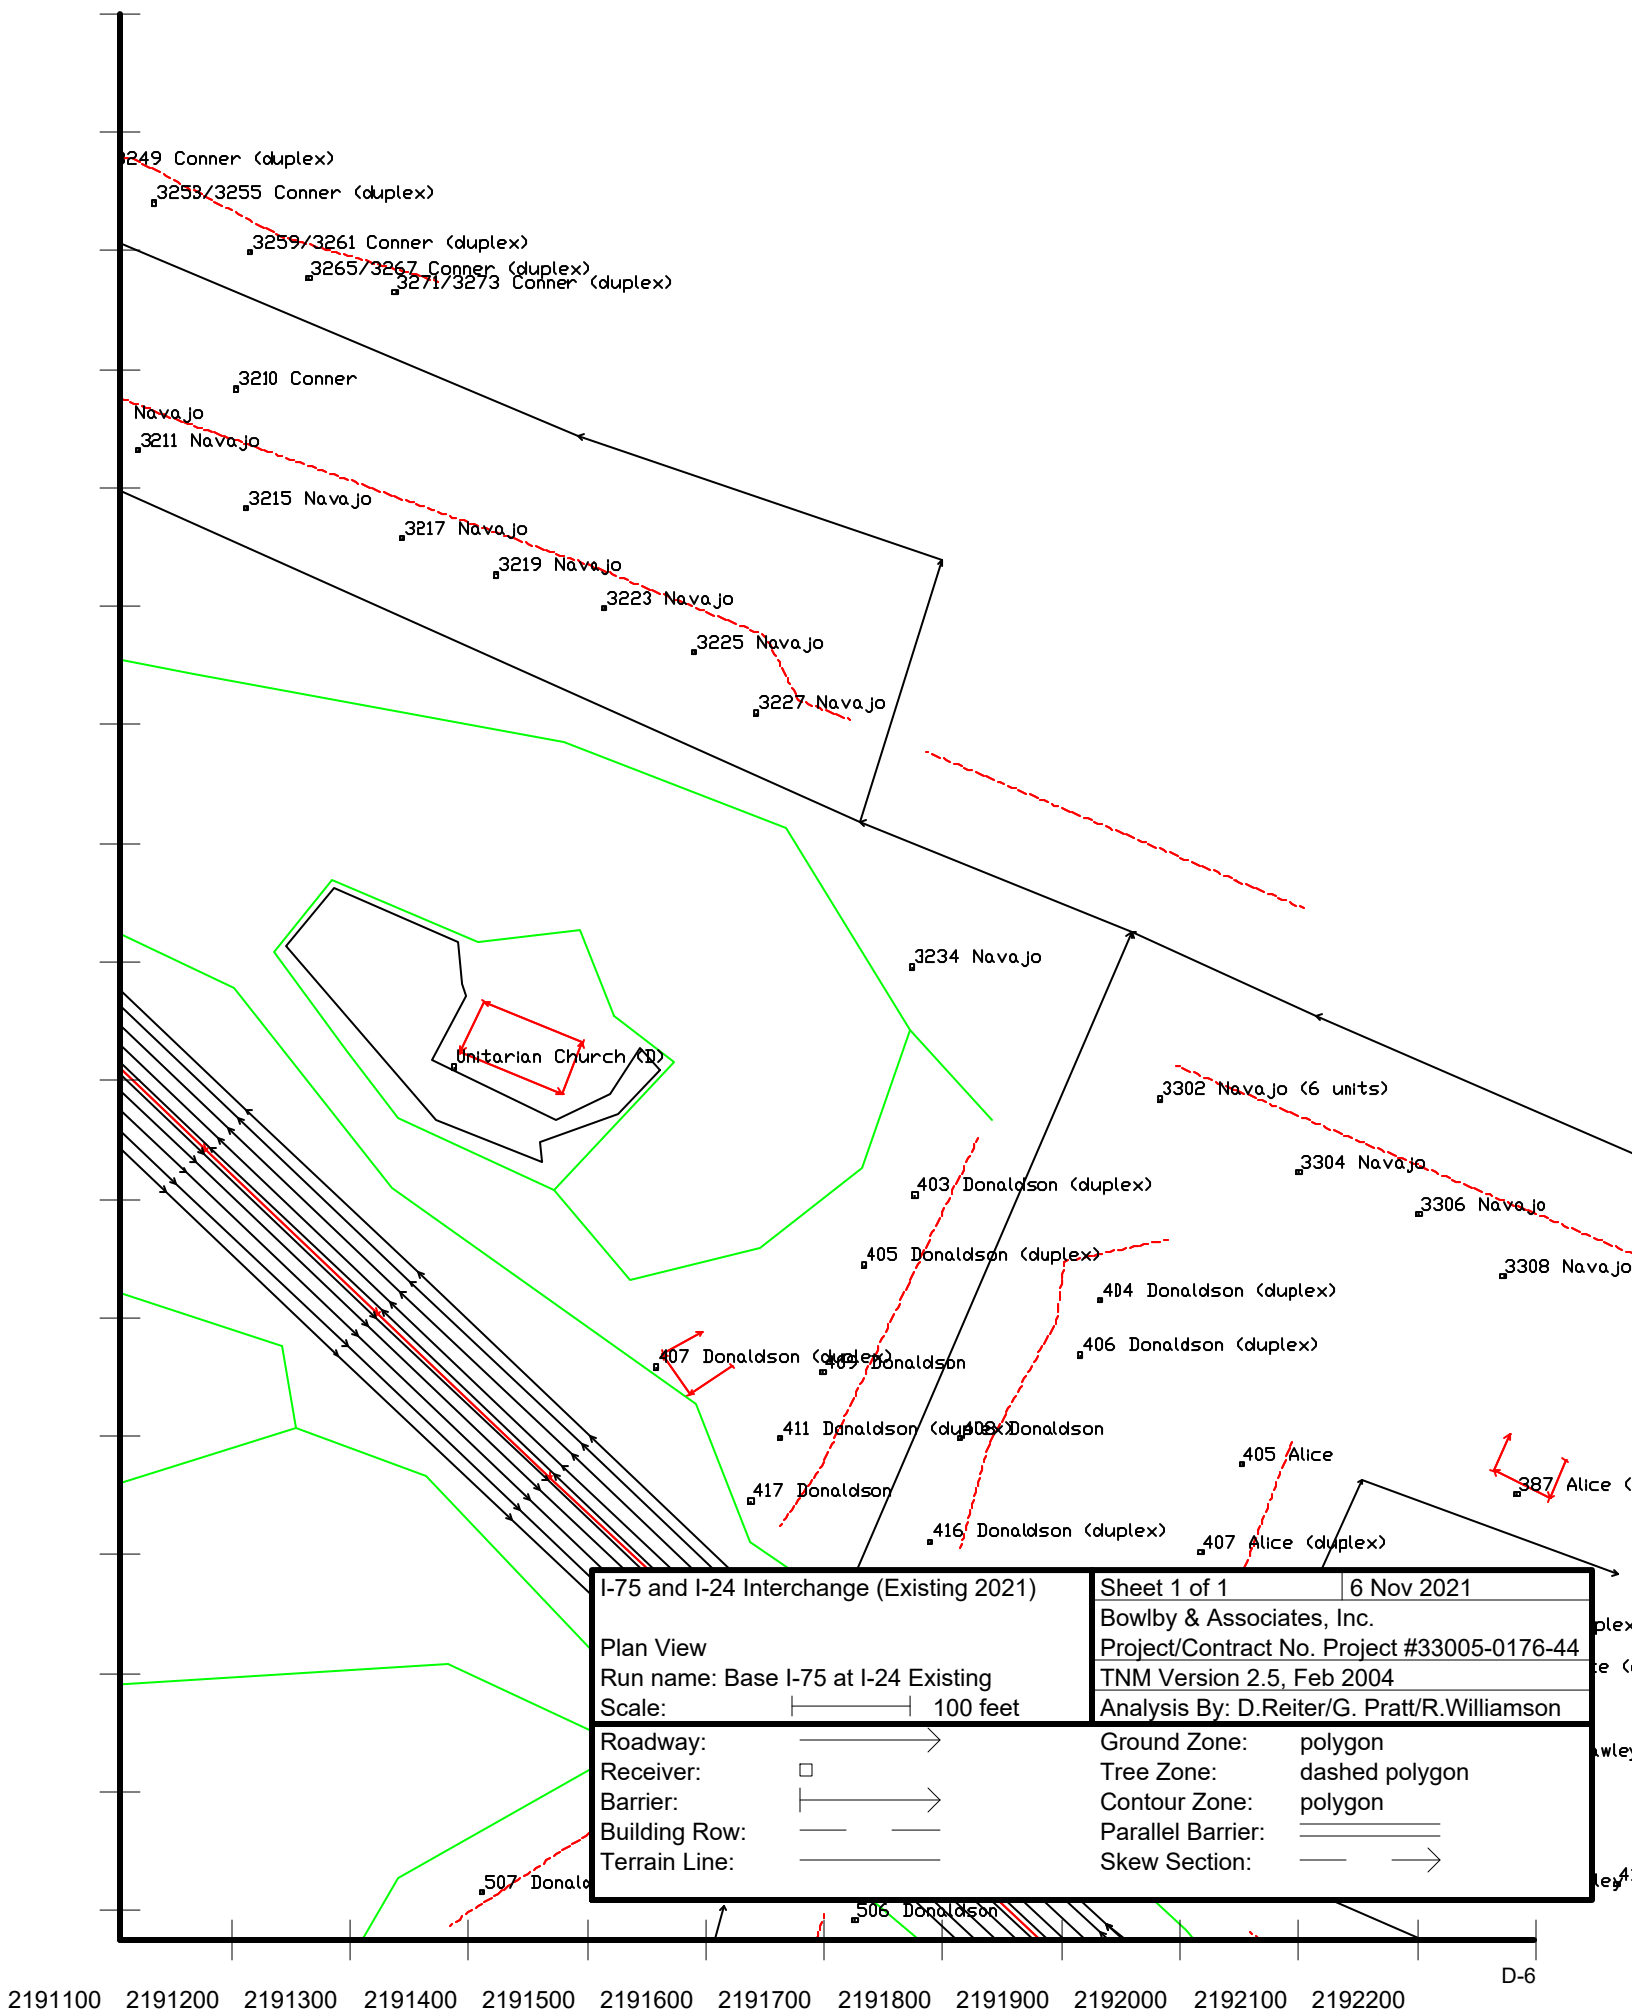 3249 Conner (duplex)
3253/3255 Conner (duplex)
3259/3261 Conner (duplex)
3265/3267 Conner (duplex)
3271/3273 Conner (duplex)
3210 Conner
Navajo
3211 Navajo
3215 Navajo
3217 Navajo
3219 Navajo
3223 Navajo
3225 Navajo
3227 Navajo
3234 Navajo
Unitarian Church (D)
3302 Navajo (6 units)
3304 Navajo
403 Donaldson (duplex)
3306 Navajo
405 Donaldson (duplex)
3308 Navajo
404 Donaldson (duplex)
406 Donaldson (duplex)
407 Donaldson (duplex)
409 Donaldson
411 Donaldson (duplex)
408 Donaldson
405 Alice
387 Alice (
417 Donaldson
416 Donaldson (duplex)
407 Alice (duplex)
I-75 and I-24 Interchange (Existing 2021)
Sheet 1 of 1
6 Nov 2021
Bowlby & Associates, Inc.
Plan View
Project/Contract No. Project #33005-0176-44
Run name: Base I-75 at I-24 Existing
TNM Version 2.5, Feb 2004
Scale:
100 feet
Analysis By: D.Reiter/G. Pratt/R.Williamson
Roadway:
Ground Zone: polygon
Receiver:
Tree Zone: dashed polygon
Barrier:
Contour Zone: polygon
Building Row:
Parallel Barrier:
Terrain Line:
Skew Section:
507 Donald
506 Donaldson
D-6
2191100 2191200 2191300 2191400 2191500 2191600 2191700 2191800 2191900 2192000 2192100 2192200